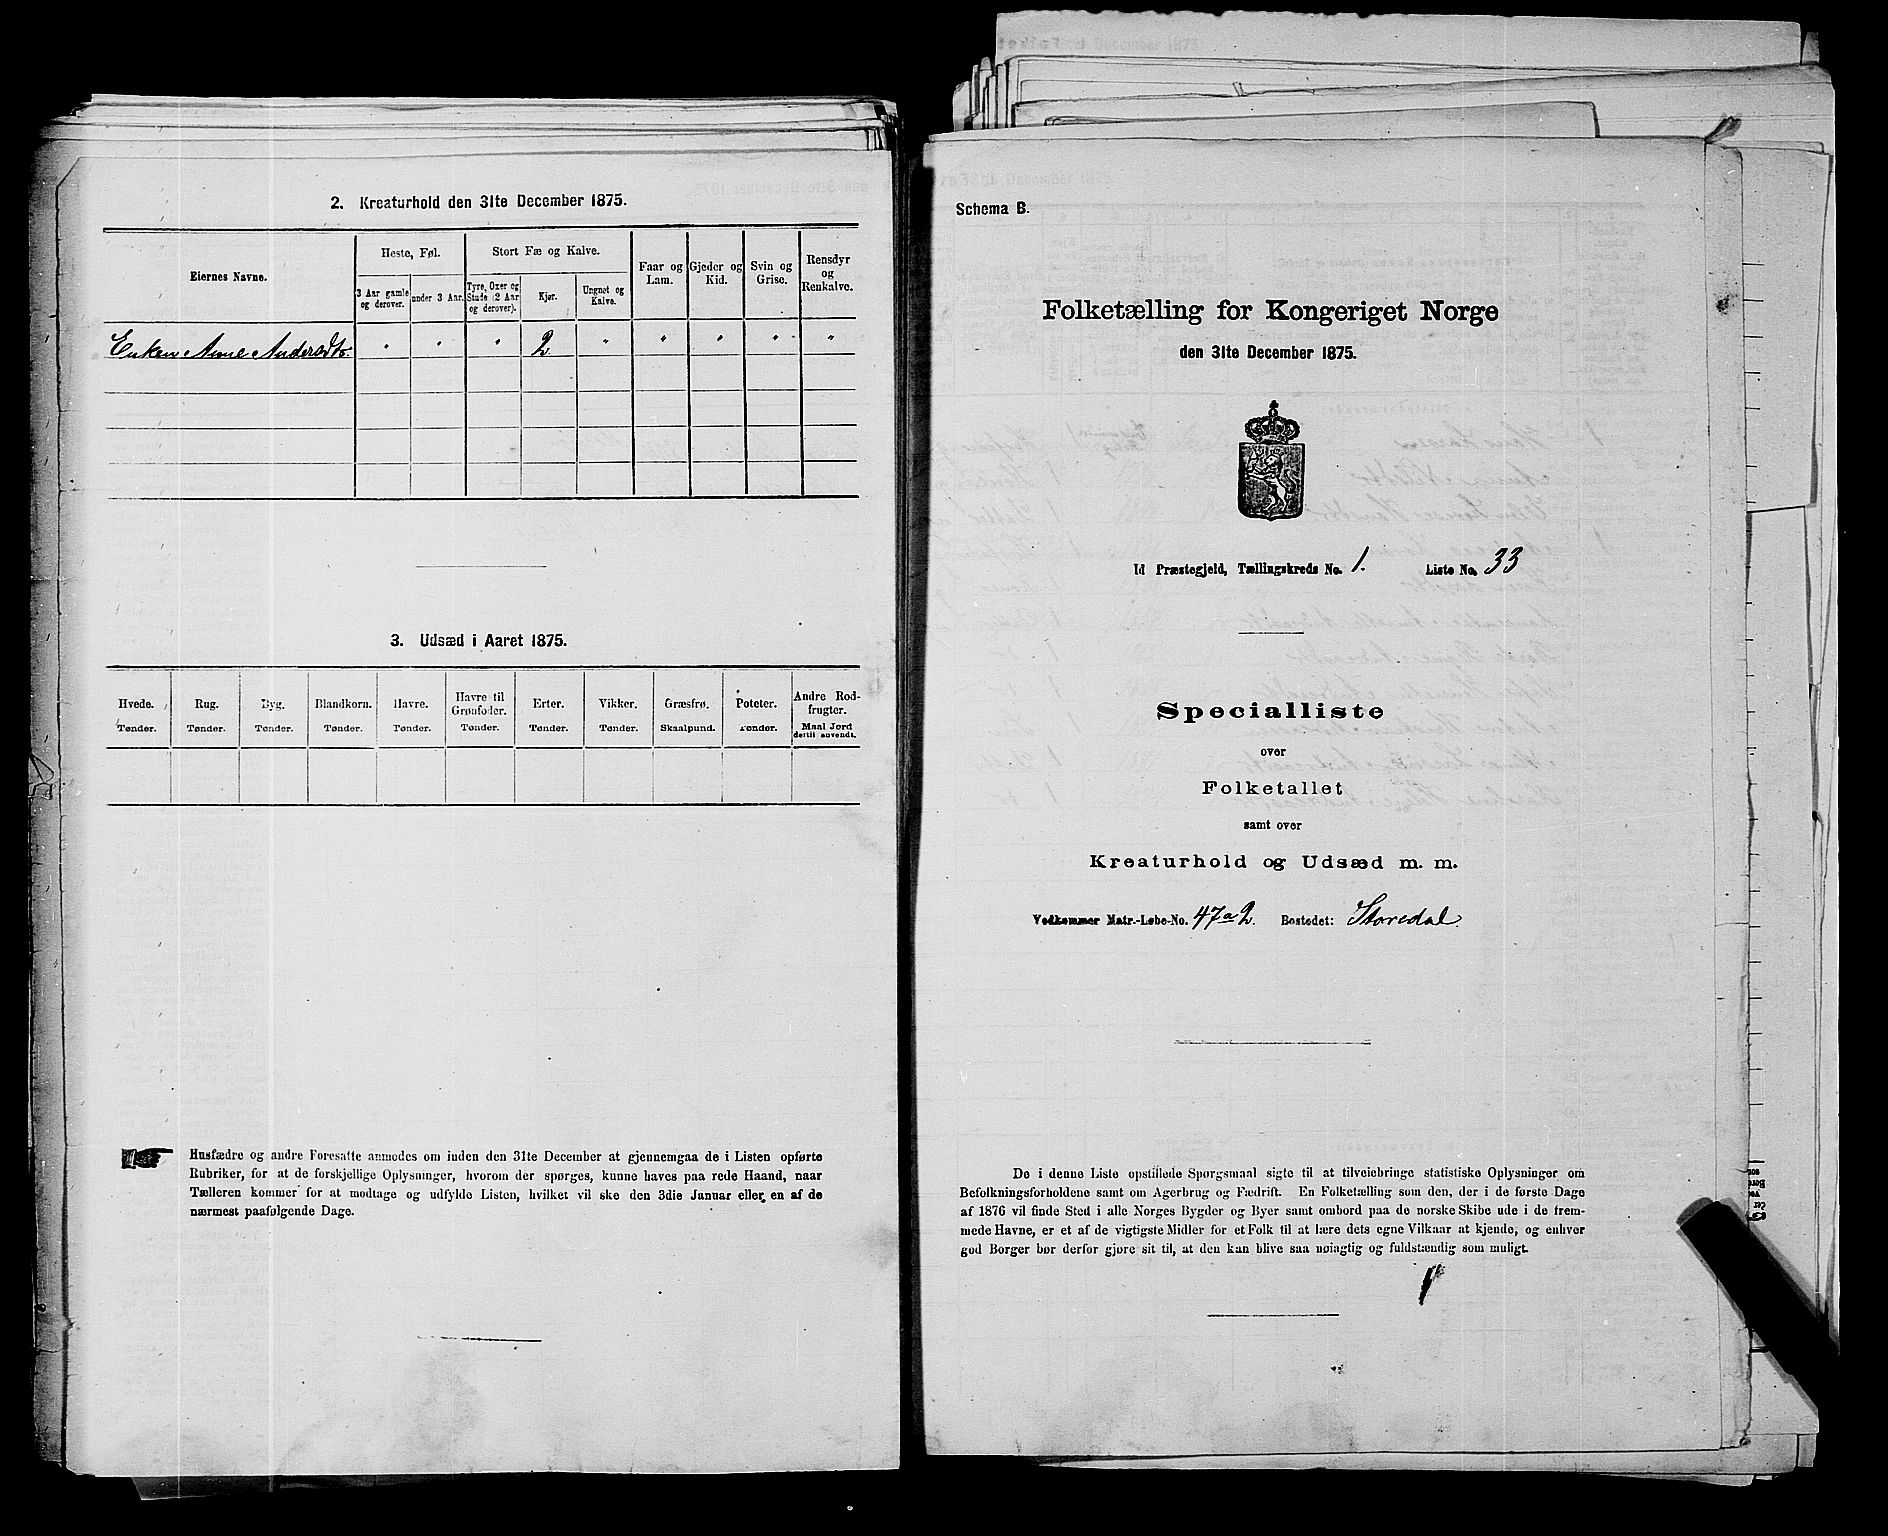 2. Kreaturhold den 31te December 1875.
Eiernes Navne.
Heste, Føl.
Stort Fæ og Kalve.
Faar og Lam.
Gjeder og Kid.
Svin og Grise.
Rensdyr og Renkalve.
3 Aar gamle og derover.
under 3 Aar.
Tyre, Oxer og Stude (2 Aar og derover).
Kjør.
Ungnøt og Kalve.
Enken Anne Andersdtr. " " " 2 " " " " "
3. Udsæd i Aaret 1875.
Hvede. Rug. Byg. Blandkorn. Havre. Havre til Grønfoder. Erter. Vikker. Græsfrø. Poteter. Andre Rodfrugter.
Tønder. Tønder. Tønder. Tønder. Tønder. Tønder. Tønder. Tønder. Skaalpund. Tønder. Maal Jord dertil anvendt.
Husfædre og andre Foresatte anmodes om inden den 31te December at gjennemgaa de i Listen opførte
Rubriker, for at de forskjellige Oplysninger, hvorom der spørges, kunne haves paa rede Haand, naar
Tælleren kommer for at modtage og udfylde Listen, hvilket vil ske den 3die Januar eller en af de
nærmest paafølgende Dage.
Schema B.
Folketælling for Kongeriget Norge
den 31te December 1875.
Id Præstegjeld, Tællingskreds No. 1. Liste No. 33
Specialliste
over
Folketallet
samt over
Kreaturhold og Udsæd m. m.
Vedkommer Matr.-Løbe-No. 47a2. Bostedet: Storedal.
De i denne Liste opstillede Spørgsmaal sigte til at tilveiebringe statistiske Oplysninger om
Befolkningsforholdene samt om Agerbrug og Fædrift. En Folketælling som den, der i de første Dage
af 1876 vil finde Sted i alle Norges Bygder og Byer samt ombord paa de norske Skibe ude i de frem-
mede Havne, er et af de vigtigste Midler for et Folk til at lære dets egne Vilkaar at kjende, og enhver
god Borger bør derfor gjøre sit til, at den kan blive saa nøiagtig og fuldstændig som muligt.